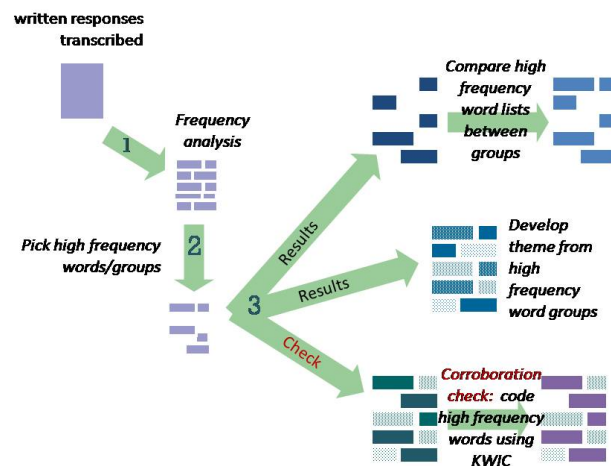 written responses
transcribed
1
Frequency
analysis
2
Pick high frequency
words/groups
3
Results
Results
Check
Compare high
frequency
word lists
between
groups
Develop
theme from
high
frequency
word groups
Corroboration
check: code
high frequency
words using
KWIC